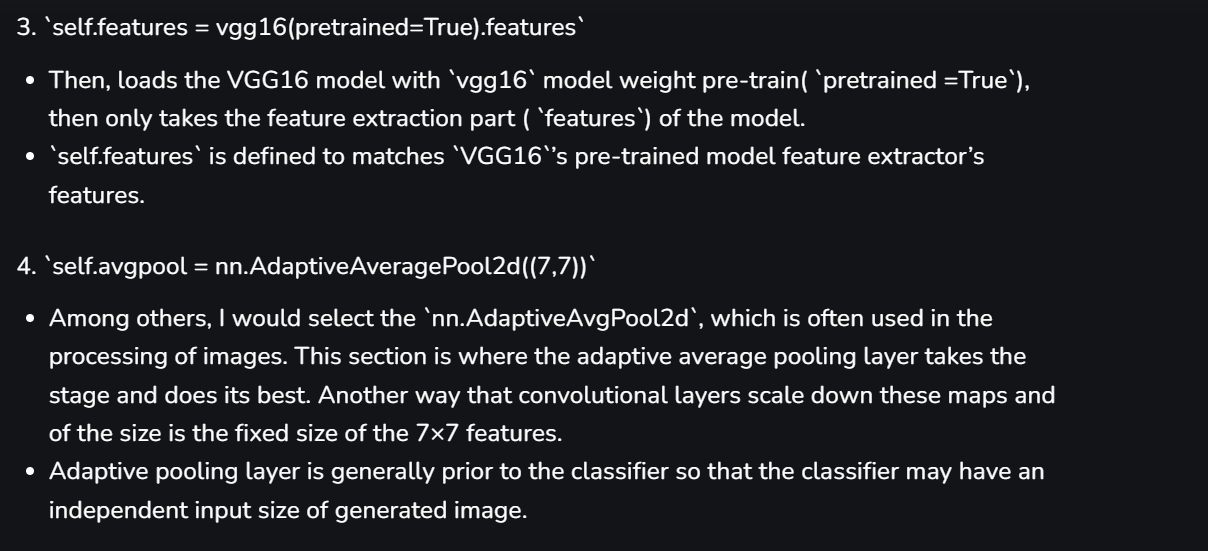 3. `self.features = vgg16(pretrained=True).features`
• Then, loads the VGG16 model with `vgg16` model weight pre-train( `pretrained =True`),
then only takes the feature extraction part ( `features`) of the model.
• `self.features` is defined to matches `VGG16`’s pre-trained model feature extractor’s
features.
4. `self.avgpool = nn.AdaptiveAveragePool2d((7,7))`
• Among others, I would select the `nn.AdaptiveAvgPool2d`, which is often used in the
processing of images. This section is where the adaptive average pooling layer takes the
stage and does its best. Another way that convolutional layers scale down these maps and
of the size is the fixed size of the 7×7 features.
• Adaptive pooling layer is generally prior to the classifier so that the classifier may have an
independent input size of generated image.